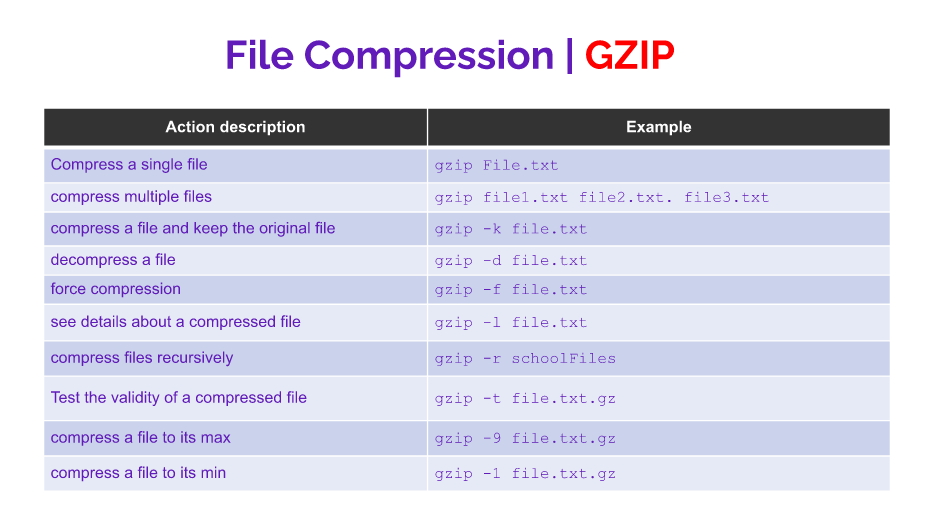 File Compression | GZIP
Action description Example
Compress a single file gzip File.txt
compress multiple files gzip file1.txt file2.txt. file3.txt
compress a file and keep the original file gzip -k file.txt
decompress a file gzip -d file.txt
force compression gzip -f file.txt
see details about a compressed file gzip -l file.txt
compress files recursively gzip -r schoolFiles
Test the validity of a compressed file gzip -t file.txt.gz
compress a file to its max gzip -9 file.txt.gz
compress a file to its min gzip -1 file.txt.gz